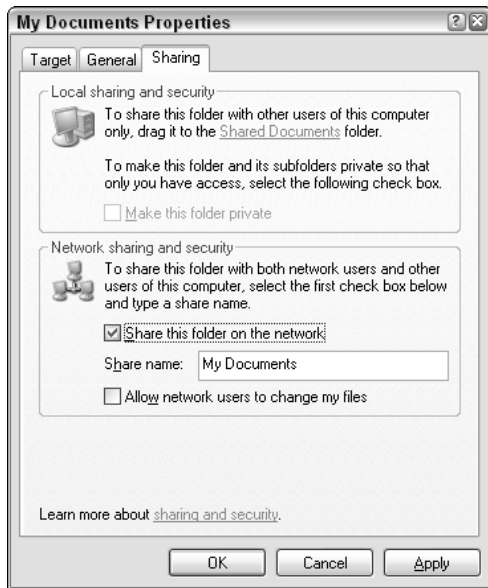 My Documents Properties
Target General Sharing
Local sharing and security
To share this folder with other users of this computer
only, drag it to the Shared Documents folder.
To make this folder and its subfolders private so that
only you have access, select the following check box.
Make this folder private
Network sharing and security
To share this folder with both network users and other
users of this computer, select the first check box below
and type a share name.
Share this folder on the network
Share name: My Documents
Allow network users to change my files
Learn more about sharing and security.
OK Cancel Apply